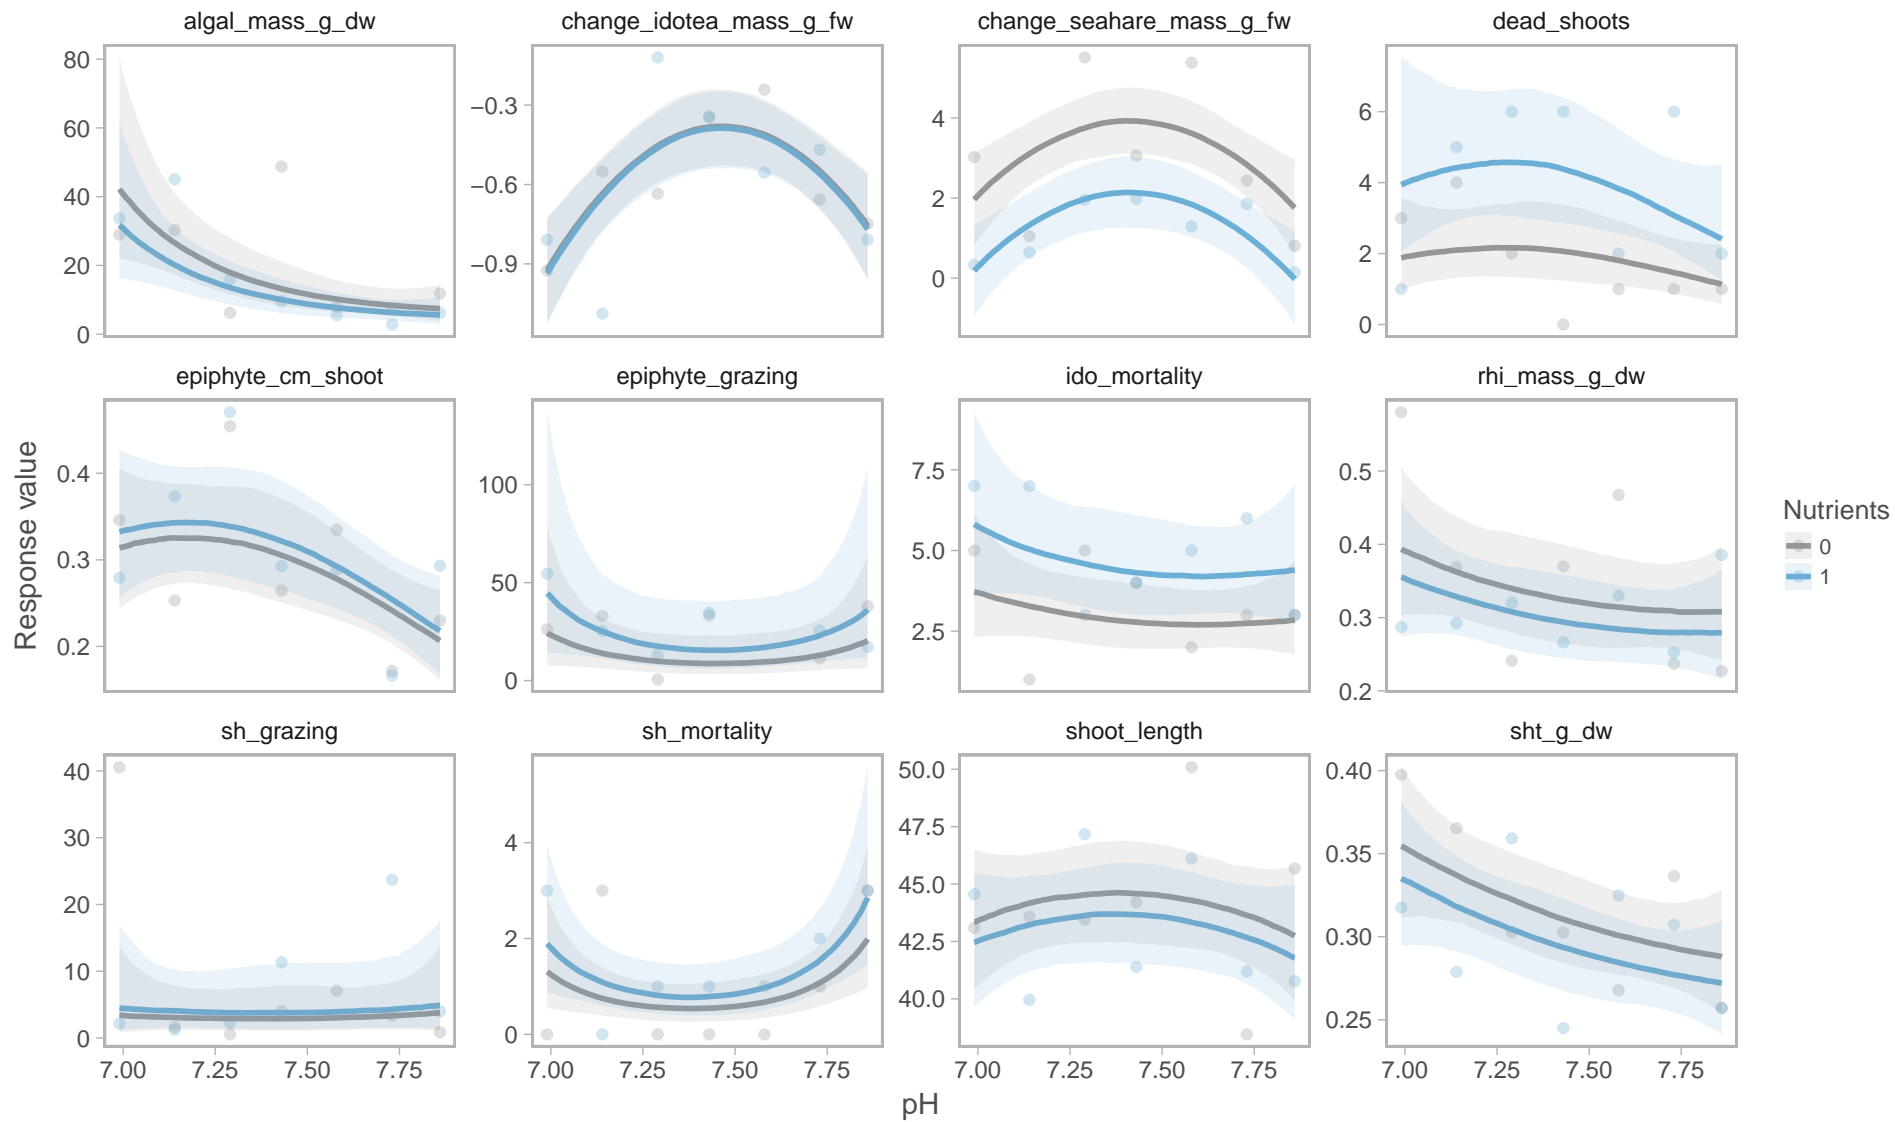 algal_mass_g_dw
change_idotea_mass_g_fw
change_seahare_mass_g_fw
dead_shoots
80
60
40
20
0
−0.3
−0.6
−0.9
4
2
0
6
4
2
0
epiphyte_cm_shoot
epiphyte_grazing
ido_mortality
rhi_mass_g_dw
0.4
0.3
0.2
100
50
0
7.5
5.0
2.5
0.5
0.4
0.3
0.2
sh_grazing
sh_mortality
shoot_length
sht_g_dw
40
30
20
10
0
4
2
0
50.0
47.5
45.0
42.5
40.0
0.40
0.35
0.30
0.25
7.00 7.25 7.50 7.75
7.00 7.25 7.50 7.75
7.00 7.25 7.50 7.75
7.00 7.25 7.50 7.75
pH
Response value
Nutrients
0
1